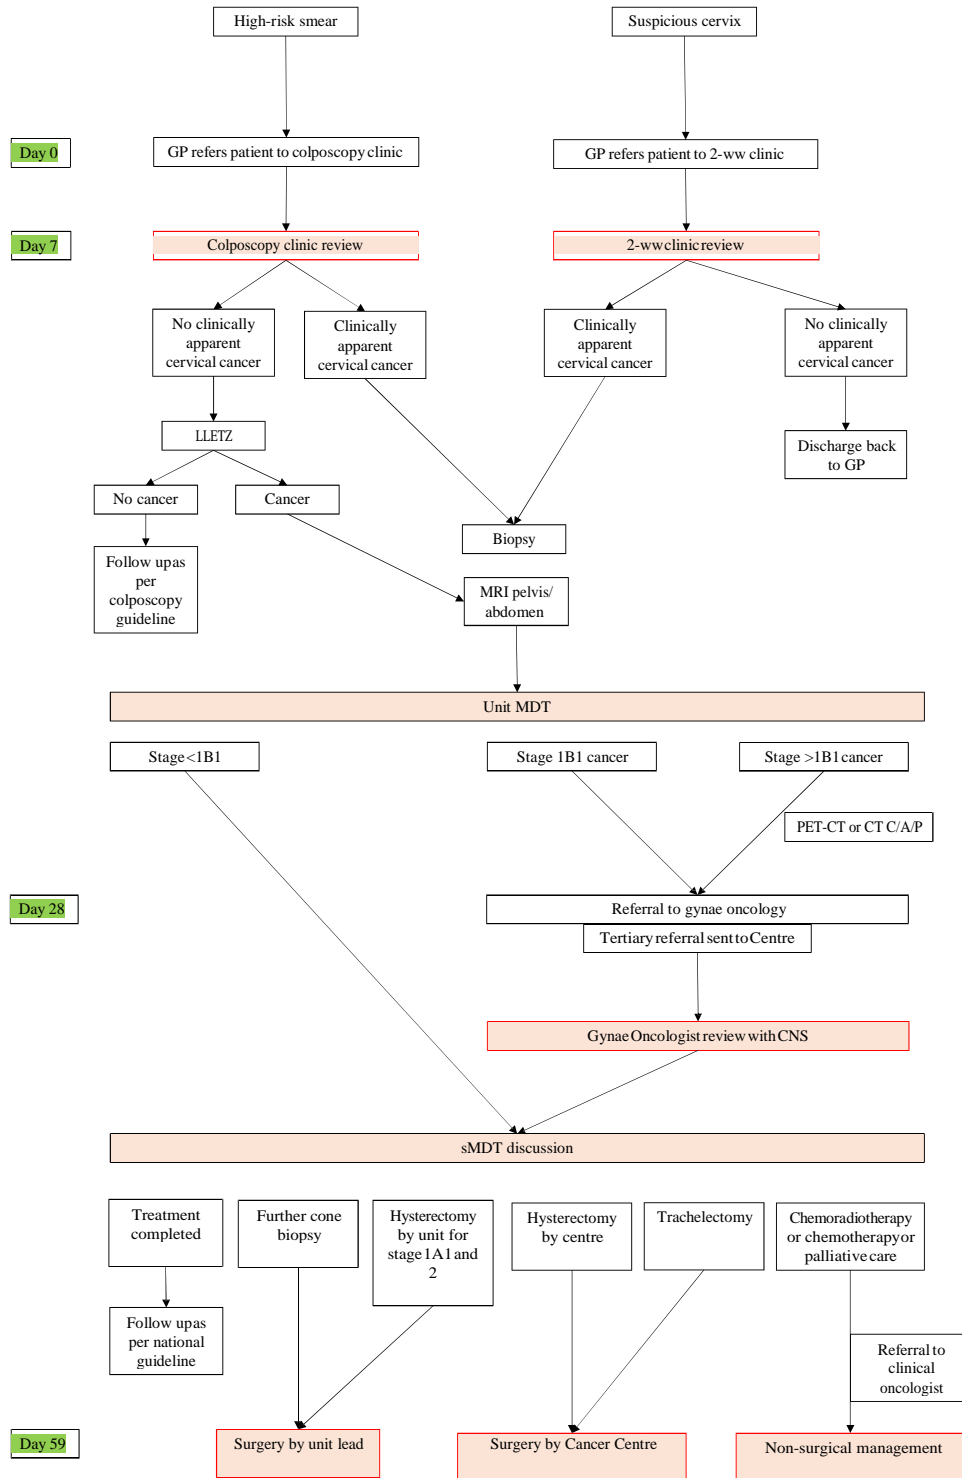 High-risk smear
Suspicious cervix
Day 0
GP refers patient to colposcopy clinic
GP refers patient to 2-ww clinic
Day 7
Colposcopy clinic review
2-ww clinic review
No clinically
apparent
cervical cancer
Clinically
apparent
cervical cancer
Clinically
apparent
cervical cancer
No clinically
apparent
cervical cancer
LLETZ
Discharge back
to GP
No cancer
Cancer
Biopsy
Follow upas
per
colposcopy
guideline
MRI pelvis/
abdomen
Unit MDT
Stage <1B1
Stage 1B1 cancer
Stage >1B1 cancer
PET-CT or CT C/A/P
Day 28
Referral to gynae oncology
Tertiary referral sent to Centre
Gynae Oncologist review with CNS
sMDT discussion
Treatment
completed
Further cone
biopsy
Hysterectomy
by unit for
stage 1A1 and
2
Hysterectomy
by centre
Trachelectomy
Chemoradiotherapy
or chemotherapy or
palliative care
Follow upas
per national
guideline
Referral to
clinical
oncologist
Day 59
Surgery by unit lead
Surgery by Cancer Centre
Non-surgical management